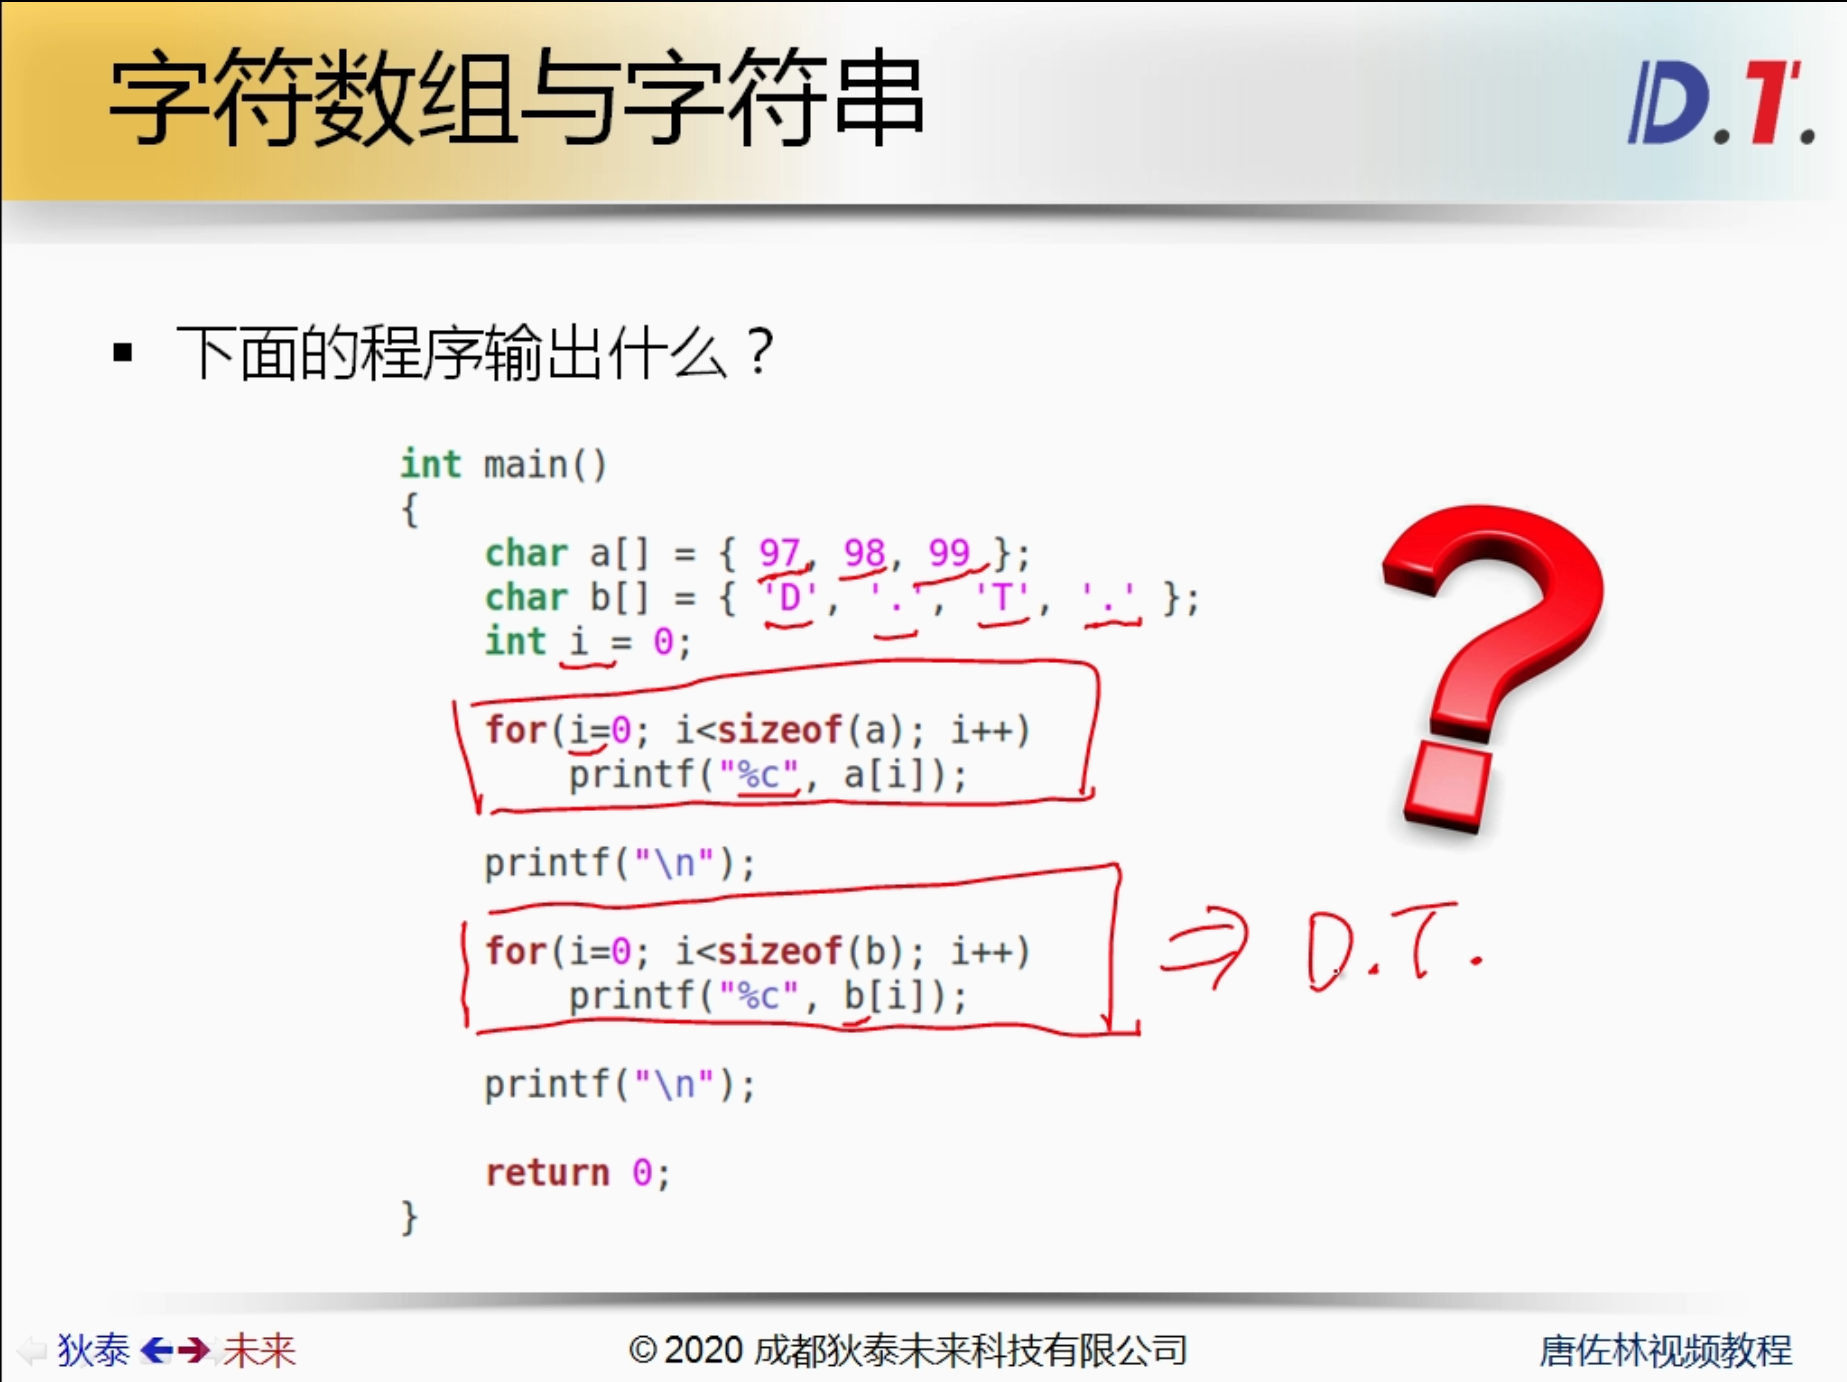 字符数组与字符串
D.T.
▪ 下面的程序输出什么？
int main()
{
    char a[] = { 97, 98, 99 };
    char b[] = { 'D', '.', 'T', '.' };
    int i = 0;
    for(i=0; i<sizeof(a); i++)
        printf("%c", a[i]);
    printf("\n");
    for(i=0; i<sizeof(b); i++)
        printf("%c", b[i]);
⇒ D.T.
    printf("\n");
    return 0;
}
狄泰 未来
© 2020 成都狄泰未来科技有限公司
唐佐林视频教程